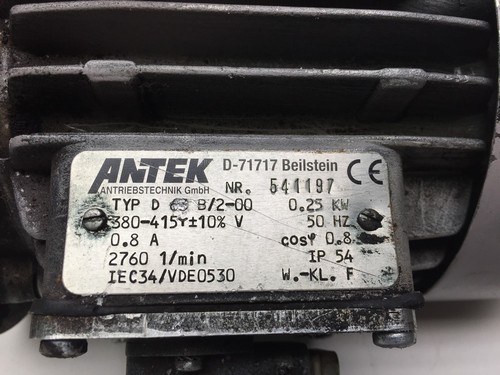 ANTEK
D-71717 Beilstein CE
ANTRIEBSTECHNIK GmbH
NR. 541197
TYP D B/2-00 0.25 KW
380-415Y±10% V 50 HZ
0.8 A cosφ 0.8
2760 1/min IP 54
IEC34/VDE0530 W.-KL. F